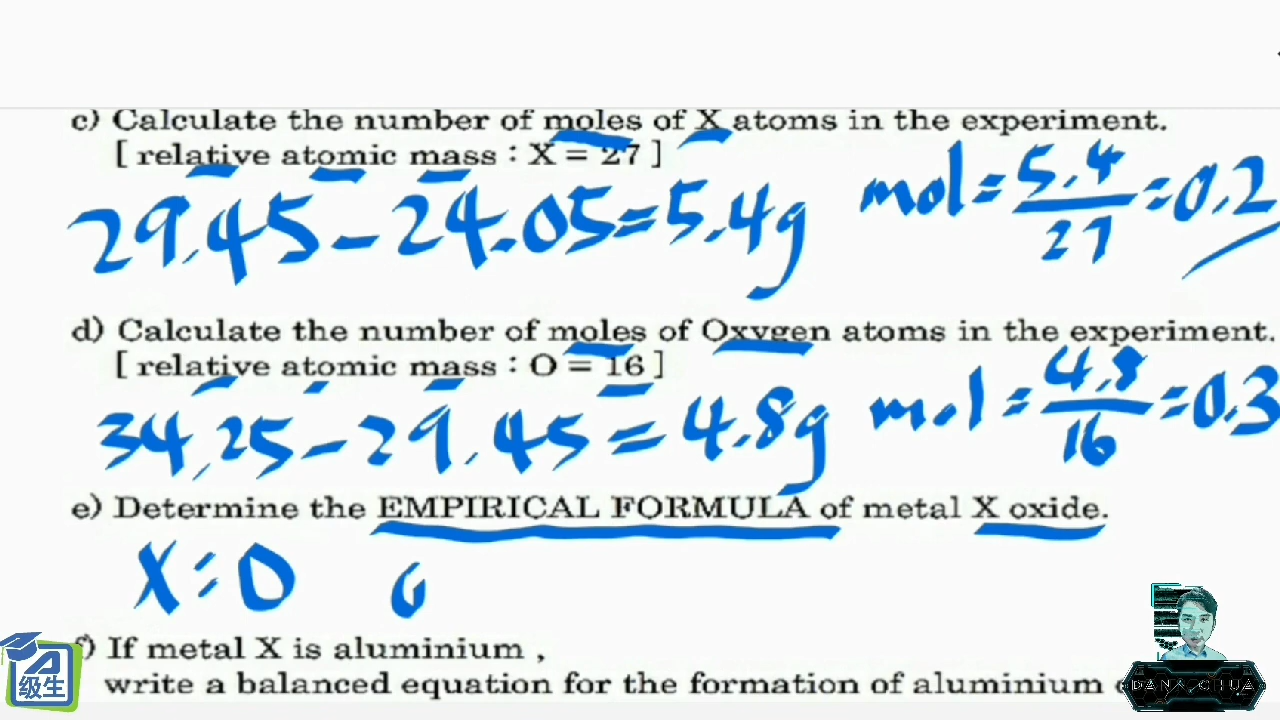 c) Calculate the number of moles of X atoms in the experiment.
[ relative atomic mass : X = 27 ]
29.45 - 24.05 = 5.4g mol = 5.4/27 = 0.2
d) Calculate the number of moles of Oxygen atoms in the experiment.
[ relative atomic mass : O = 16 ]
34.25 - 29.45 = 4.8g mol = 4.8/16 = 0.3
e) Determine the EMPIRICAL FORMULA of metal X oxide.
X : O 0
f) If metal X is aluminium ,
write a balanced equation for the formation of aluminium
A
级生
DANX CHUA